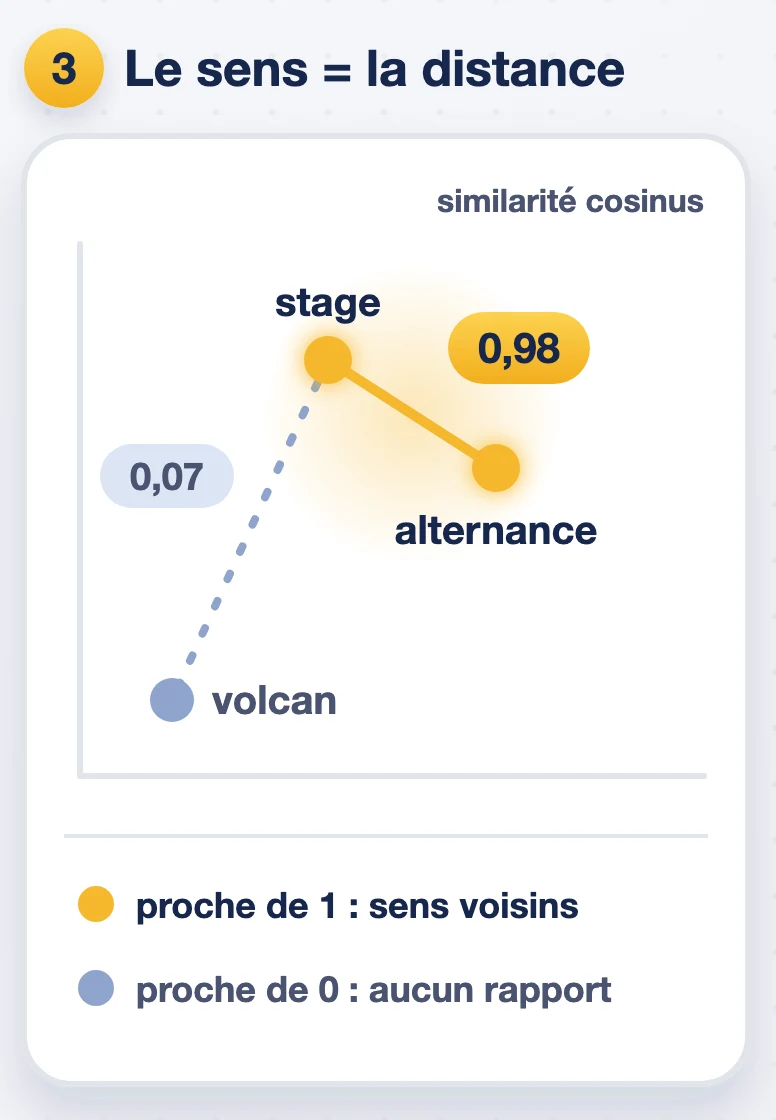 3 Le sens = la distance
similarité cosinus
stage
0,98
0,07
alternance
volcan
proche de 1 : sens voisins
proche de 0 : aucun rapport